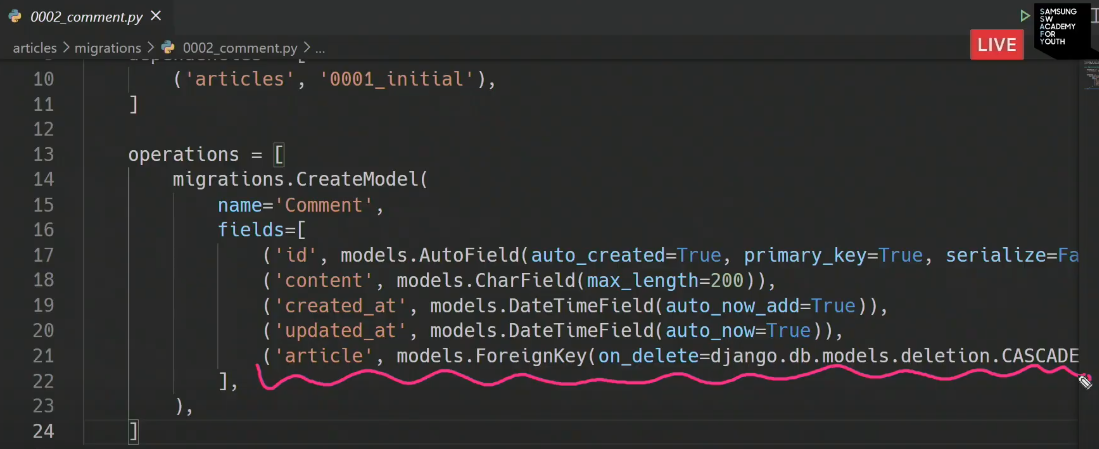 0002_comment.py
SAMSUNG
SW
ACADEMY
FOR
YOUTH
LIVE
articles > migrations > 0002_comment.py > ...
10 ('articles', '0001_initial'),
11 ]
12
13 operations = [
14 migrations.CreateModel(
15 name='Comment',
16 fields=[
17 ('id', models.AutoField(auto_created=True, primary_key=True, serialize=Fa
18 ('content', models.CharField(max_length=200)),
19 ('created_at', models.DateTimeField(auto_now_add=True)),
20 ('updated_at', models.DateTimeField(auto_now=True)),
21 ('article', models.ForeignKey(on_delete=django.db.models.deletion.CASCADE
22 ],
23 ),
24 ]